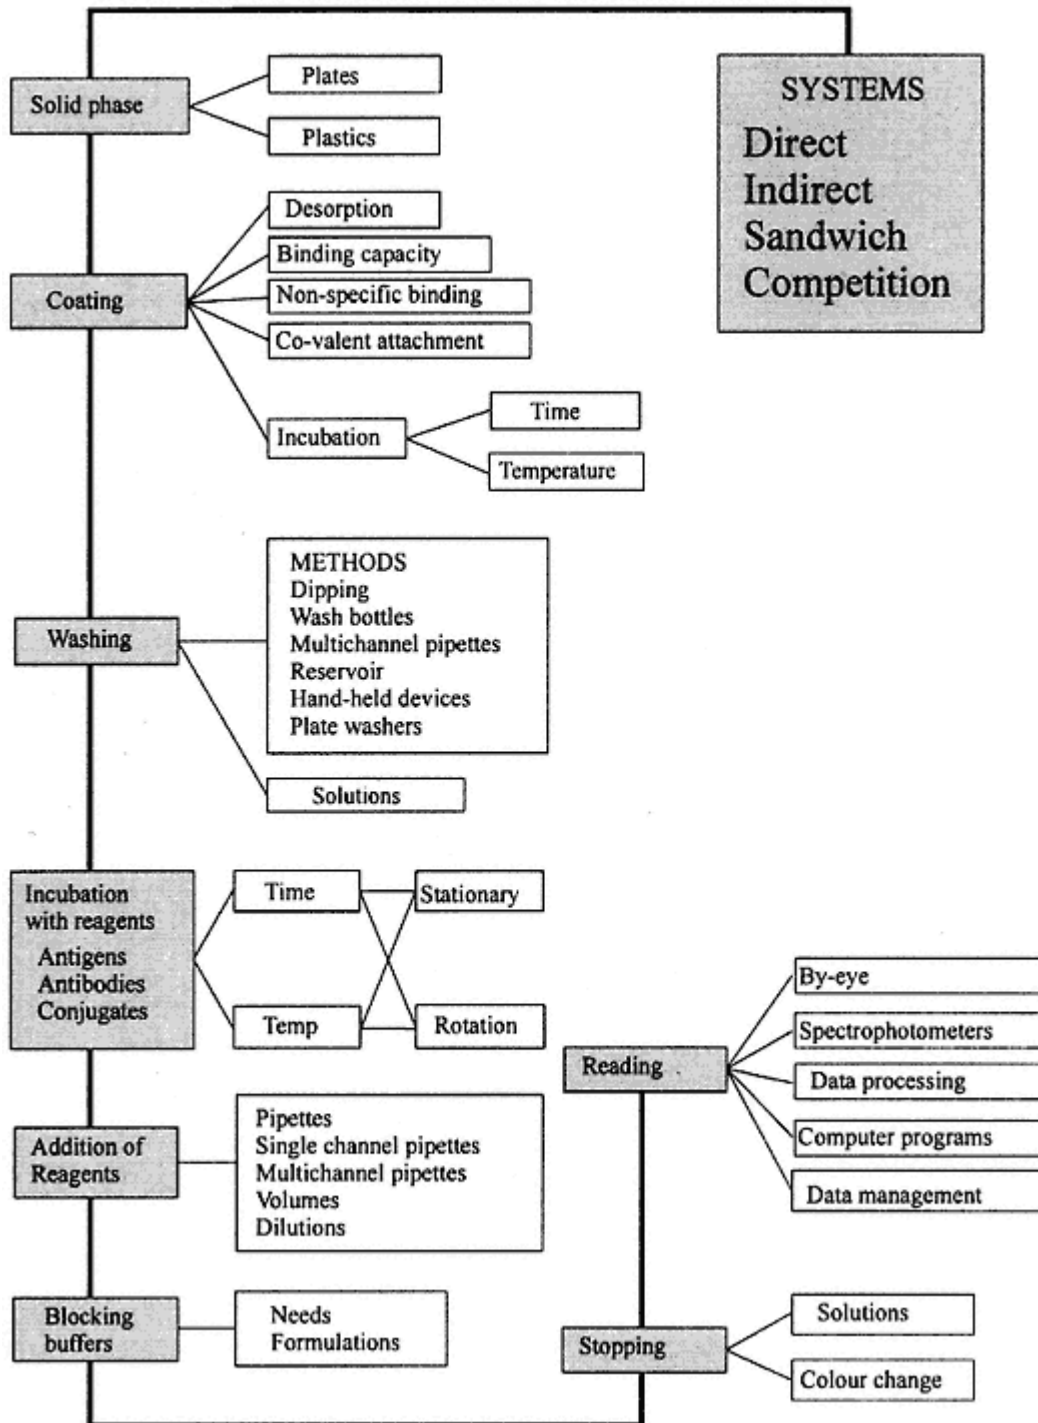 SYSTEMS
Direct
Indirect
Sandwich
Competition
Solid phase
Plates
Plastics
Coating
Desorption
Binding capacity
Non-specific binding
Co-valent attachment
Incubation
Time
Temperature
Washing
METHODS
Dipping
Wash bottles
Multichannel pipettes
Reservoir
Hand-held devices
Plate washers
Solutions
Incubation
with reagents
Antigens
Antibodies
Conjugates
Time
Temp
Stationary
Rotation
Addition of
Reagents
Pipettes
Single channel pipettes
Multichannel pipettes
Volumes
Dilutions
Blocking
buffers
Needs
Formulations
Stopping
Solutions
Colour change
Reading
By-eye
Spectrophotometers
Data processing
Computer programs
Data management